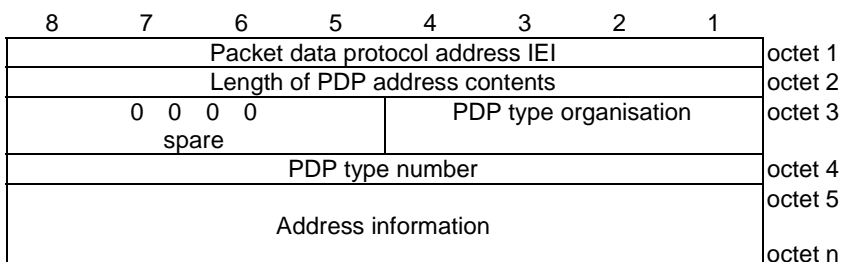 8 7 6 5 4 3 2 1
Packet data protocol address IEI octet 1
Length of PDP address contents octet 2
0 0 0 0 PDP type organisation octet 3
spare
PDP type number octet 4
octet 5
Address information
octet n